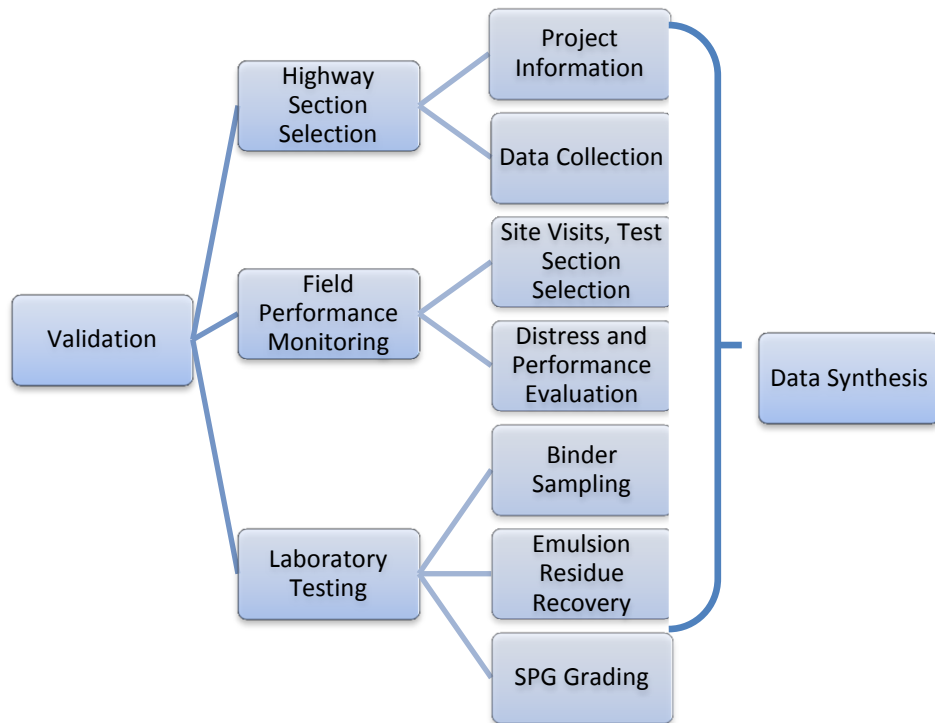 Validation
Highway
Section
Selection
Project
Information
Data Collection
Field
Performance
Monitoring
Site Visits, Test
Section
Selection
Distress and
Performance
Evaluation
Laboratory
Testing
Binder
Sampling
Emulsion
Residue
Recovery
SPG Grading
Data Synthesis